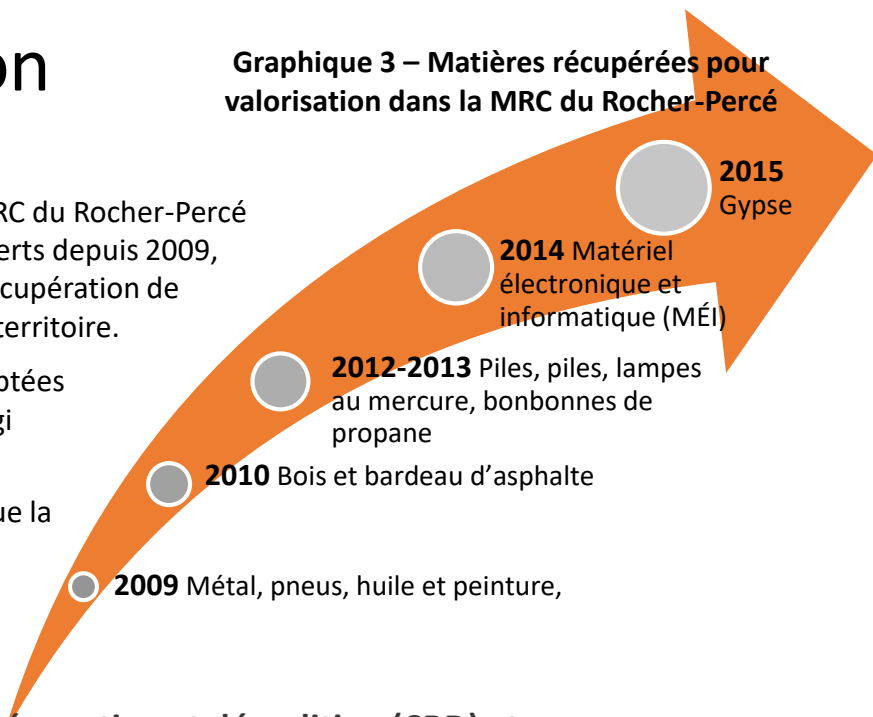 on
Graphique 3 – Matières récupérées pour
valorisation dans la MRC du Rocher-Percé
RC du Rocher-Percé
erts depuis 2009,
cupération de
territoire.
ptées
gi
ue la
2015
Gypse
2014 Matériel
électronique et
informatique (MÉI)
2012-2013 Piles, piles, lampes
au mercure, bonbonnes de
propane
2010 Bois et bardeau d’asphalte
2009 Métal, pneus, huile et peinture,